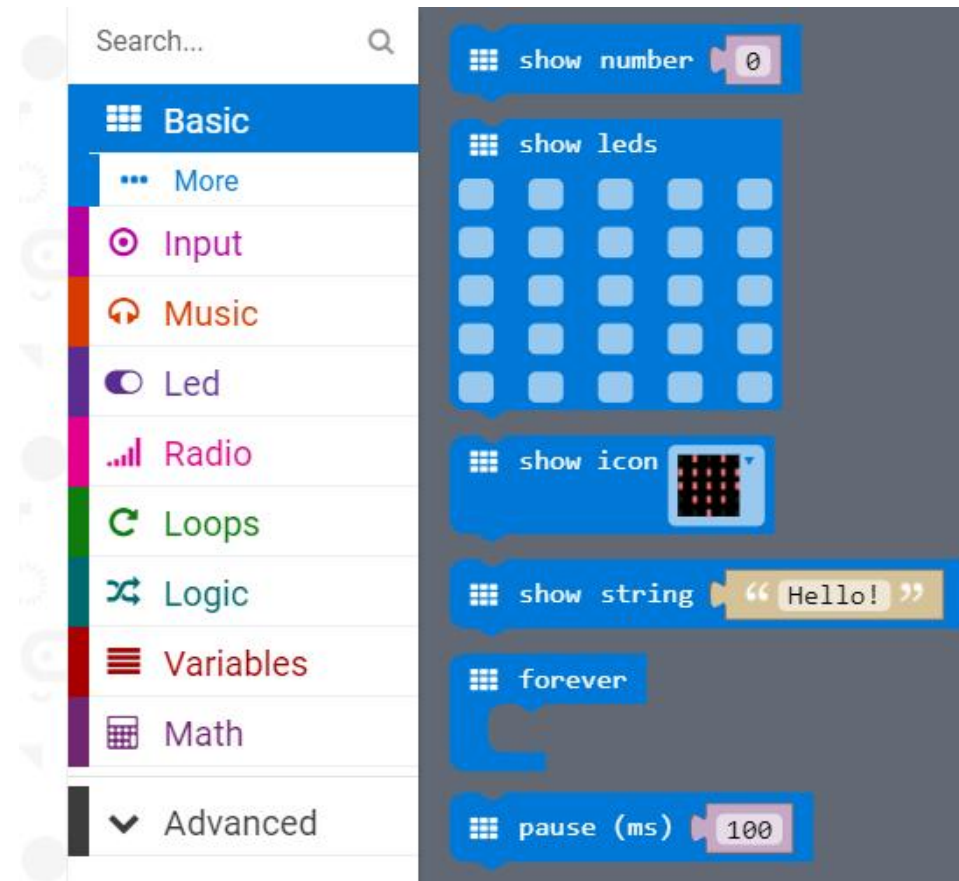 Search...
Basic
More
Input
Music
Led
Radio
Loops
Logic
Variables
Math
Advanced
show number 0
show leds
show icon
show string “ Hello! ”
forever
pause (ms) 100